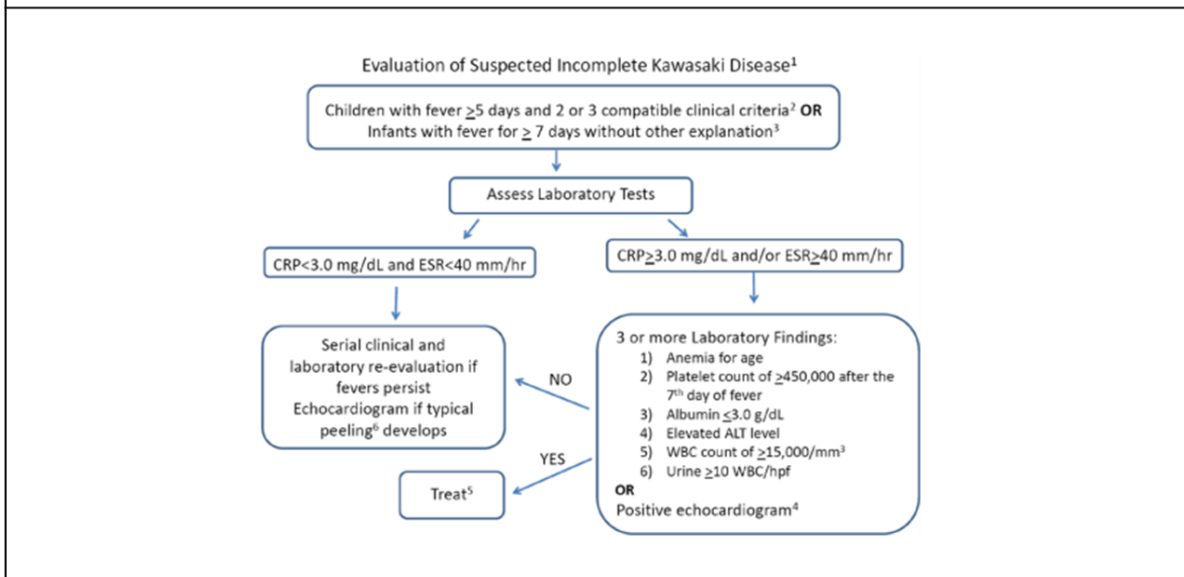 Evaluation of Suspected Incomplete Kawasaki Disease¹
Children with fever ≥5 days and 2 or 3 compatible clinical criteria² OR
Infants with fever for ≥ 7 days without other explanation³
Assess Laboratory Tests
CRP<3.0 mg/dL and ESR<40 mm/hr
CRP≥3.0 mg/dL and/or ESR≥40 mm/hr
Serial clinical and
laboratory re-evaluation if
fevers persist
Echocardiogram if typical
peeling⁶ develops
NO
YES
Treat⁵
3 or more Laboratory Findings:
1) Anemia for age
2) Platelet count of ≥450,000 after the
7th day of fever
3) Albumin ≤3.0 g/dL
4) Elevated ALT level
5) WBC count of ≥15,000/mm³
6) Urine ≥10 WBC/hpf
OR
Positive echocardiogram⁴